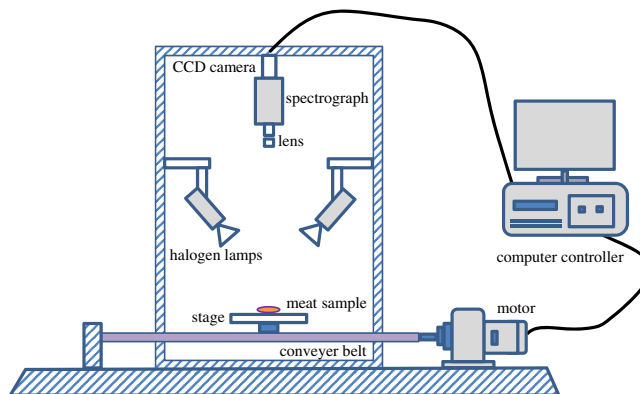 CCD camera
spectrograph
lens
halogen lamps
computer controller
meat sample
stage
motor
conveyer belt